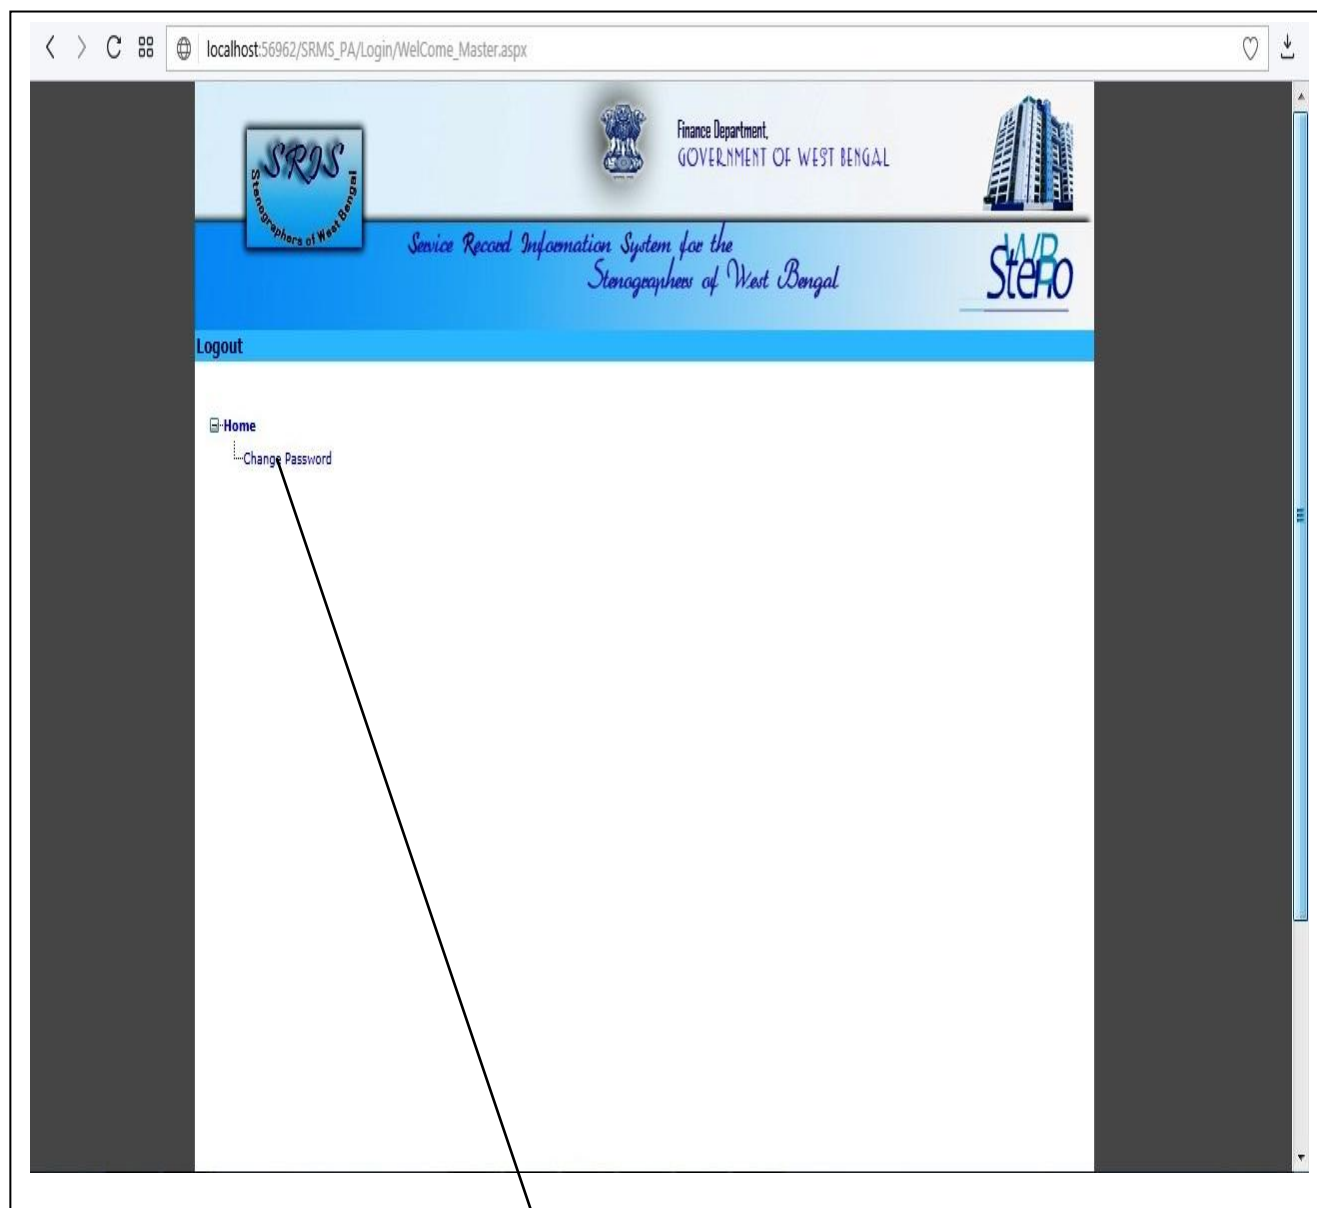 localhost:56962/SRMS_PA/Login/WelCome_Master.aspx
SRIS
Stenographers of West Bengal
Finance Department,
GOVERNMENT OF WEST BENGAL
Service Record Information System for the
Stenographers of West Bengal
WB
SteNo
Logout
Home
Change Password